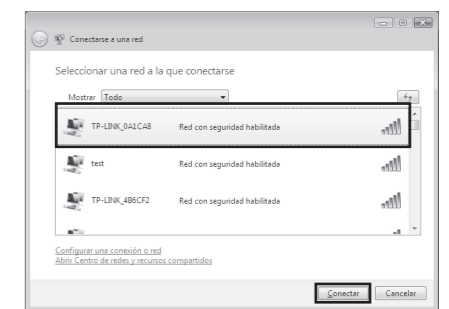 Conectarse a una red
Seleccionar una red a la que conectarse
Mostrar Todo
TP-LINK_0A1CA8 Red con seguridad habilitada
test Red con seguridad habilitada
TP-LINK_4B6CF2 Red con seguridad habilitada
Configurar una conexión o red
Abrir Centro de redes y recursos compartidos
Conectar Cancelar